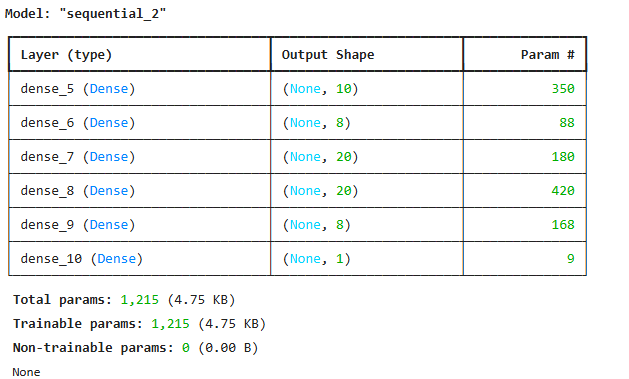 Model: "sequential_2"
Layer (type) Output Shape Param #
dense_5 (Dense) (None, 10) 350
dense_6 (Dense) (None, 8) 88
dense_7 (Dense) (None, 20) 180
dense_8 (Dense) (None, 20) 420
dense_9 (Dense) (None, 8) 168
dense_10 (Dense) (None, 1) 9
Total params: 1,215 (4.75 KB)
Trainable params: 1,215 (4.75 KB)
Non-trainable params: 0 (0.00 B)
None